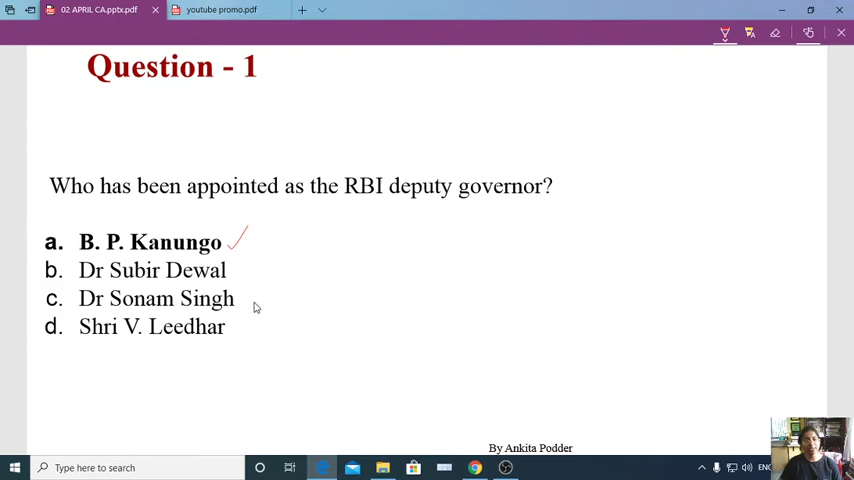 02 APRIL CA.pptx.pdf
youtube promo.pdf
Question - 1
Who has been appointed as the RBI deputy governor?
a. B. P. Kanungo
b. Dr Subir Dewal
c. Dr Sonam Singh
d. Shri V. Leedhar
By Ankita Podder
Type here to search
ENG